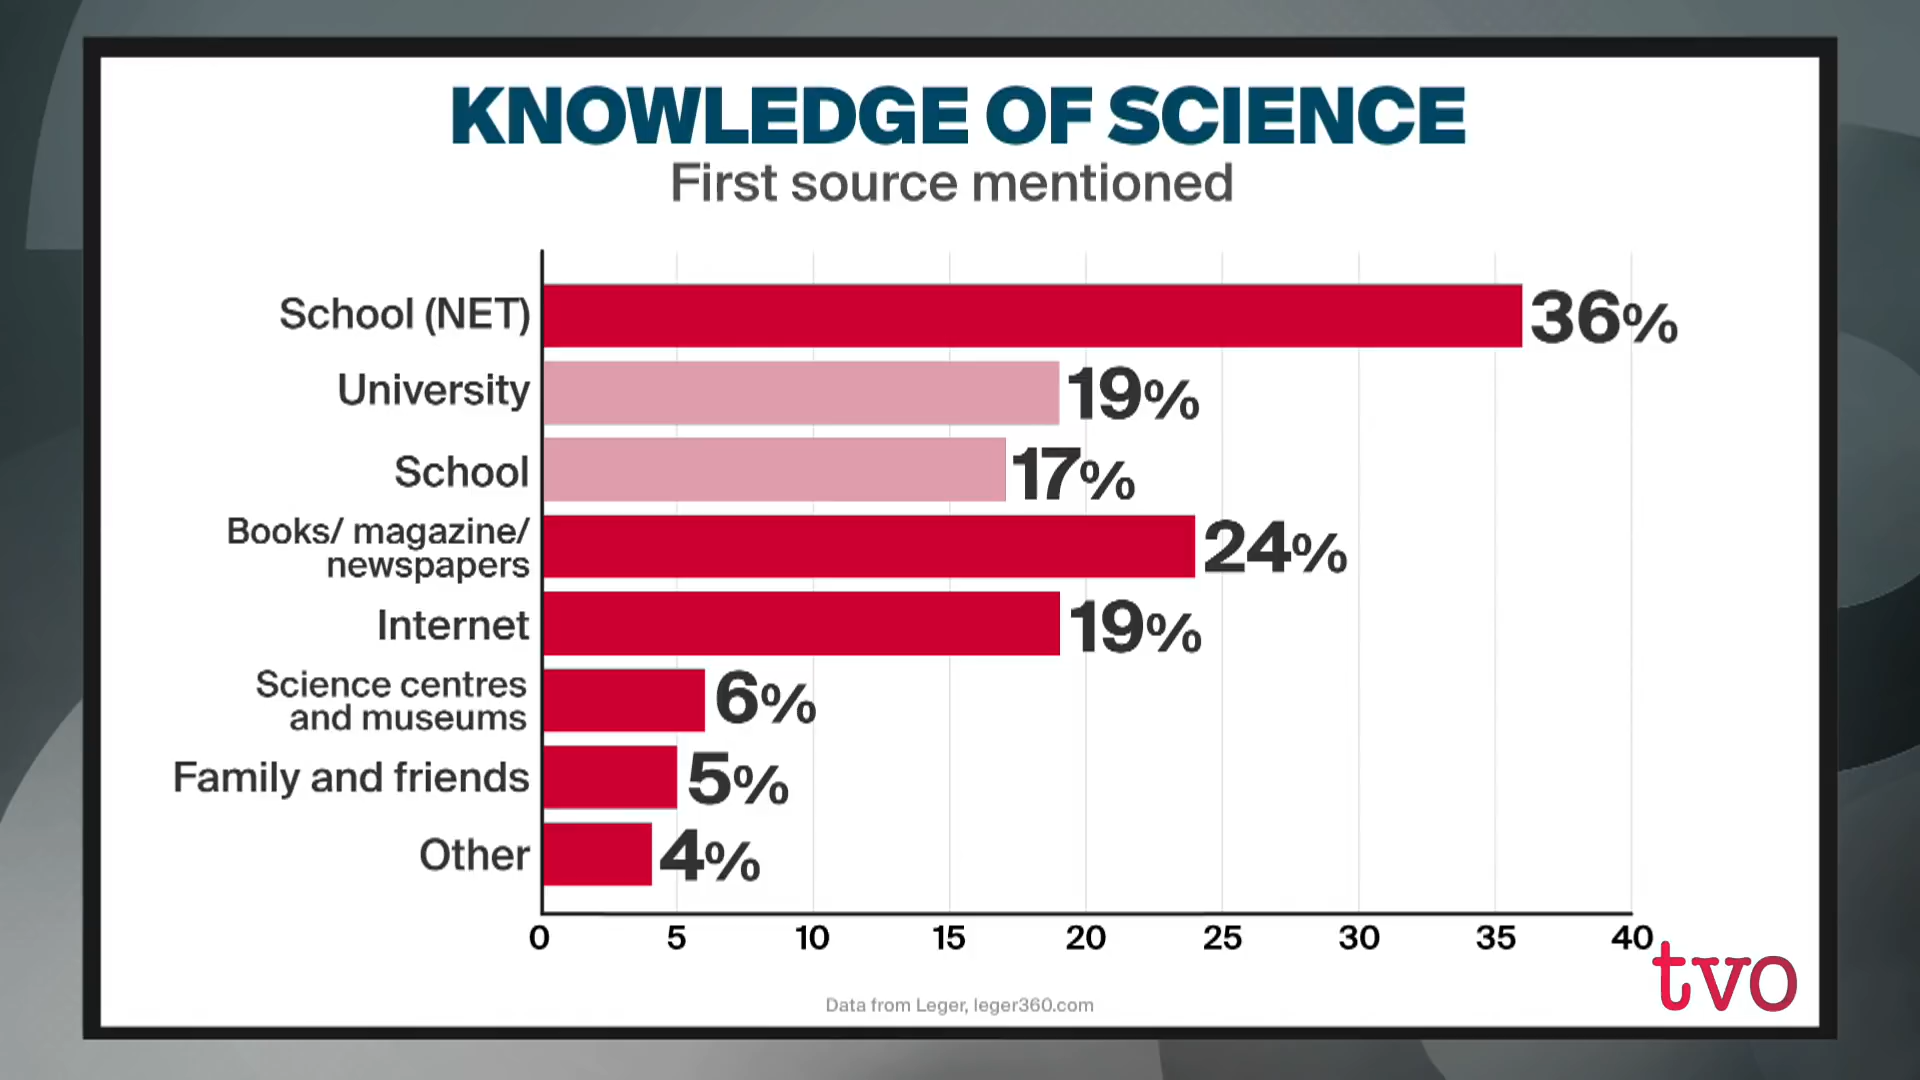 KNOWLEDGE OF SCIENCE
First source mentioned
School (NET) 36%
University 19%
School 17%
Books/ magazine/
newspapers 24%
Internet 19%
Science centres
and museums 6%
Family and friends 5%
Other 4%
0 5 10 15 20 25 30 35 40
tvo
Data from Leger, leger360.com